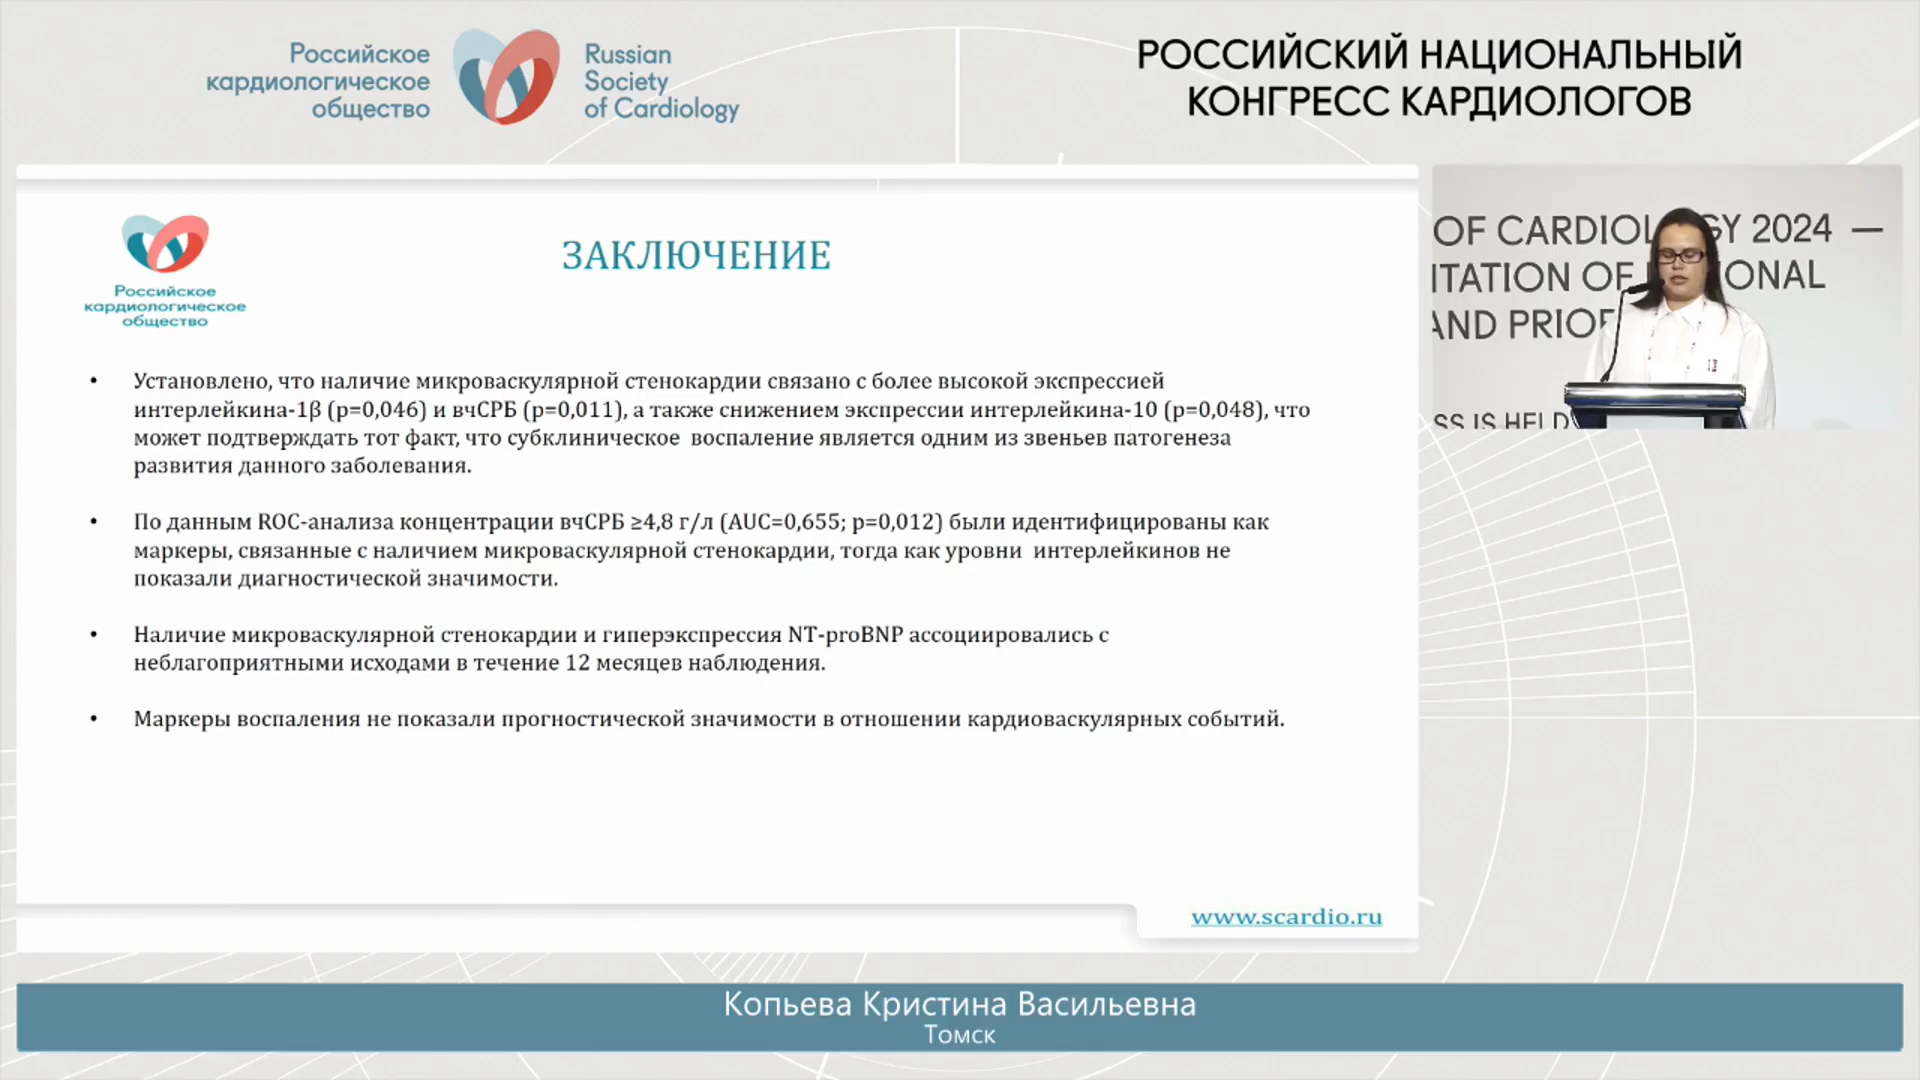 Российское
кардиологическое
общество
Russian
Society
of Cardiology
РОССИЙСКИЙ НАЦИОНАЛЬНЫЙ
КОНГРЕСС КАРДИОЛОГОВ
Российское
кардиологическое
общество
ЗАКЛЮЧЕНИЕ
• Установлено, что наличие микроваскулярной стенокардии связано с более высокой экспрессией
интерлейкина-1β (р=0,046) и вчСРБ (р=0,011), а также снижением экспрессии интерлейкина-10 (р=0,048), что
может подтверждать тот факт, что субклиническое воспаление является одним из звеньев патогенеза
развития данного заболевания.
• По данным ROC-анализа концентрации вчСРБ ≥4,8 г/л (AUC=0,655; p=0,012) были идентифицированы как
маркеры, связанные с наличием микроваскулярной стенокардии, тогда как уровни интерлейкинов не
показали диагностической значимости.
• Наличие микроваскулярной стенокардии и гиперэкспрессия NT-proBNP ассоциировались с
неблагоприятными исходами в течение 12 месяцев наблюдения.
• Маркеры воспаления не показали прогностической значимости в отношении кардиоваскулярных событий.
www.scardio.ru
OF CARDIOL GY 2024 —
ITATION OF IONAL
AND PRIOR
SS IS HELD
Копьева Кристина Васильевна
Томск